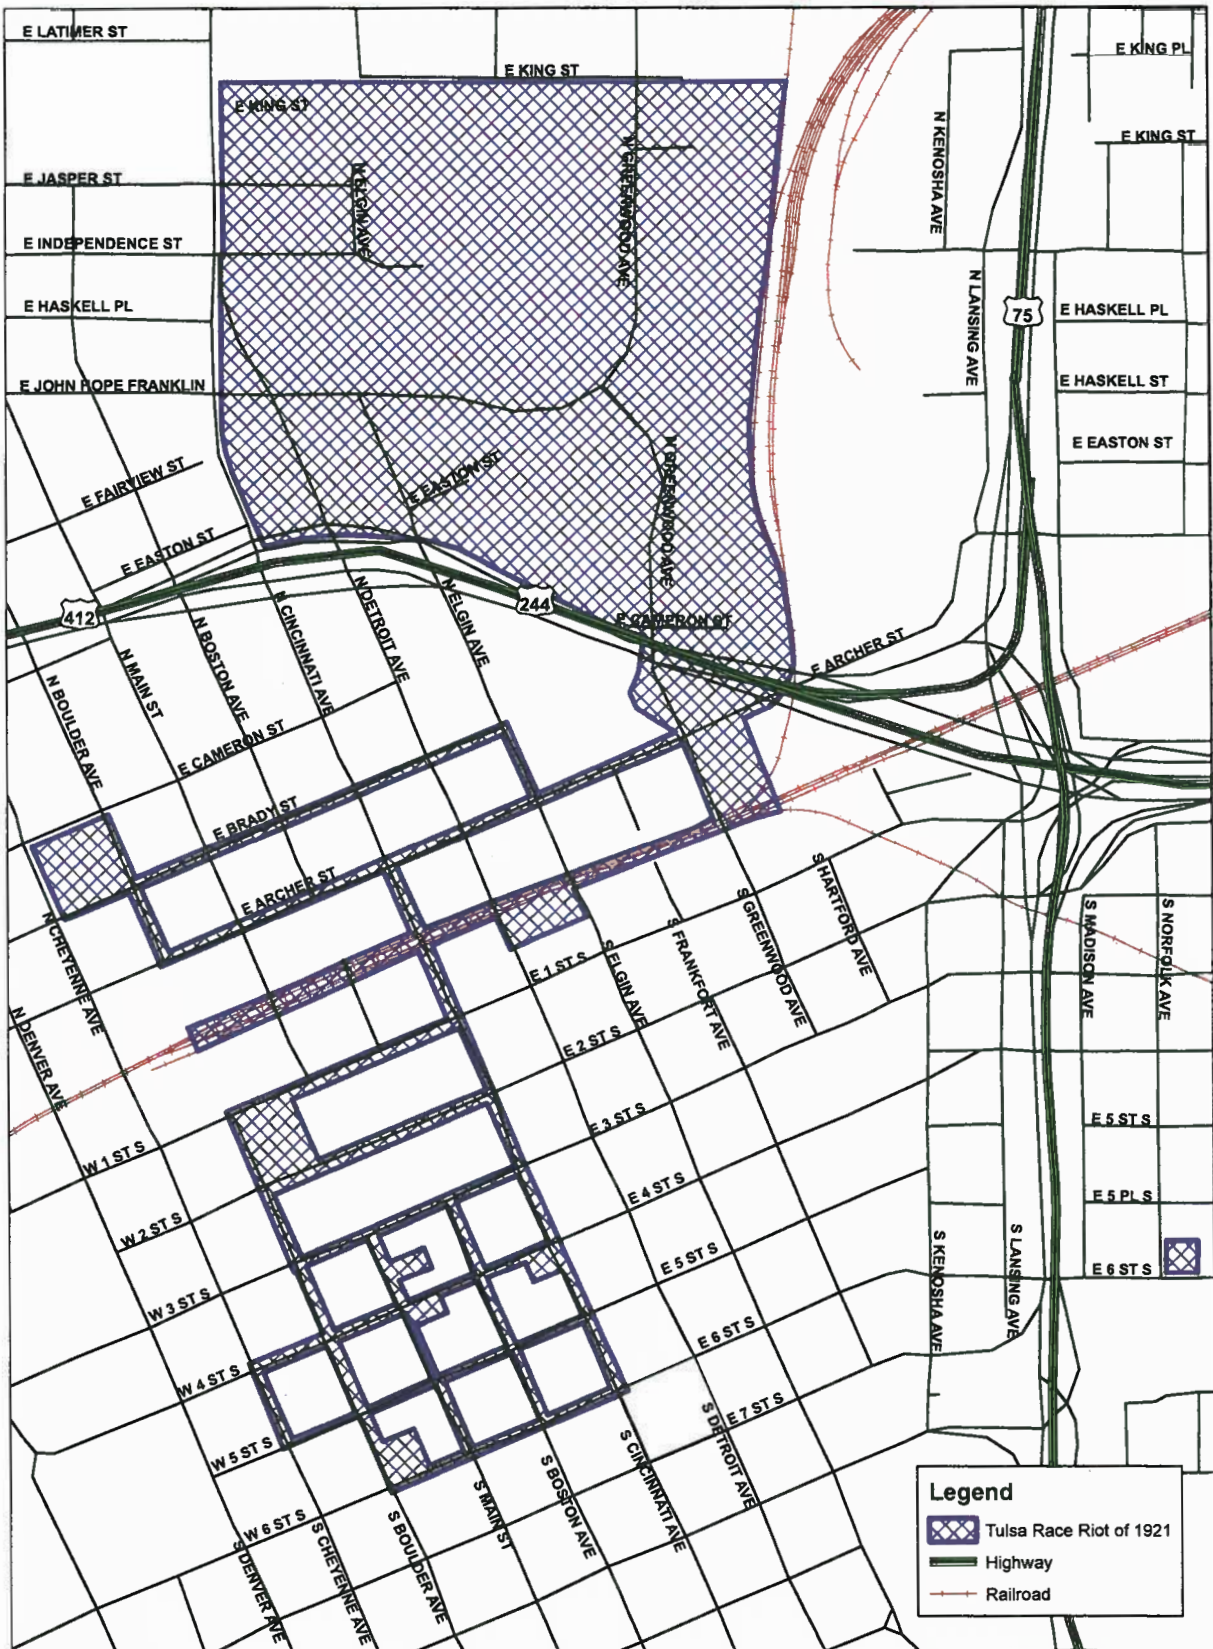 E LATIMER ST
E KING ST
E KING PL
E KING ST
N KENOSHA AVE
E KING ST
N GREENWOOD AVE
E JASPER ST
N ELGIN AVE
E INDEPENDENCE ST
N LANSING AVE
E HASKELL PL
75
E HASKELL PL
E JOHN HOPE FRANKLIN
E HASKELL ST
E EASTON ST
N GREENWOOD AVE
E FAIRVIEW ST
E EASTON ST
E EASTON ST
412
244
N CINCINNATI AVE
N DETROIT AVE
N ELGIN AVE
E CAMERON ST
N BOSTON AVE
E ARCHER ST
N MAIN ST
N BOULDER AVE
E CAMERON ST
E BRADY ST
E ARCHER ST
S HARTFORD AVE
S GREENWOOD AVE
S MADISON AVE
S NORFOLK AVE
N CHEYENNE AVE
S FRANKFORT AVE
S ELGIN AVE
E 1 ST S
N DENVER AVE
E 2 ST S
E 3 ST S
E 5 ST S
W 1 ST S
E 4 ST S
E 5 PL S
W 2 ST S
S KENOSHA AVE
S LANSING AVE
E 5 ST S
E 6 ST S
W 3 ST S
E 6 ST S
W 4 ST S
E 7 ST S
S DETROIT AVE
W 5 ST S
S CINCINNATI AVE
S BOSTON AVE
S MAIN ST
Legend
W 6 ST S
S BOULDER AVE
S CHEYENNE AVE
S DENVER AVE
Tulsa Race Riot of 1921
Highway
Railroad